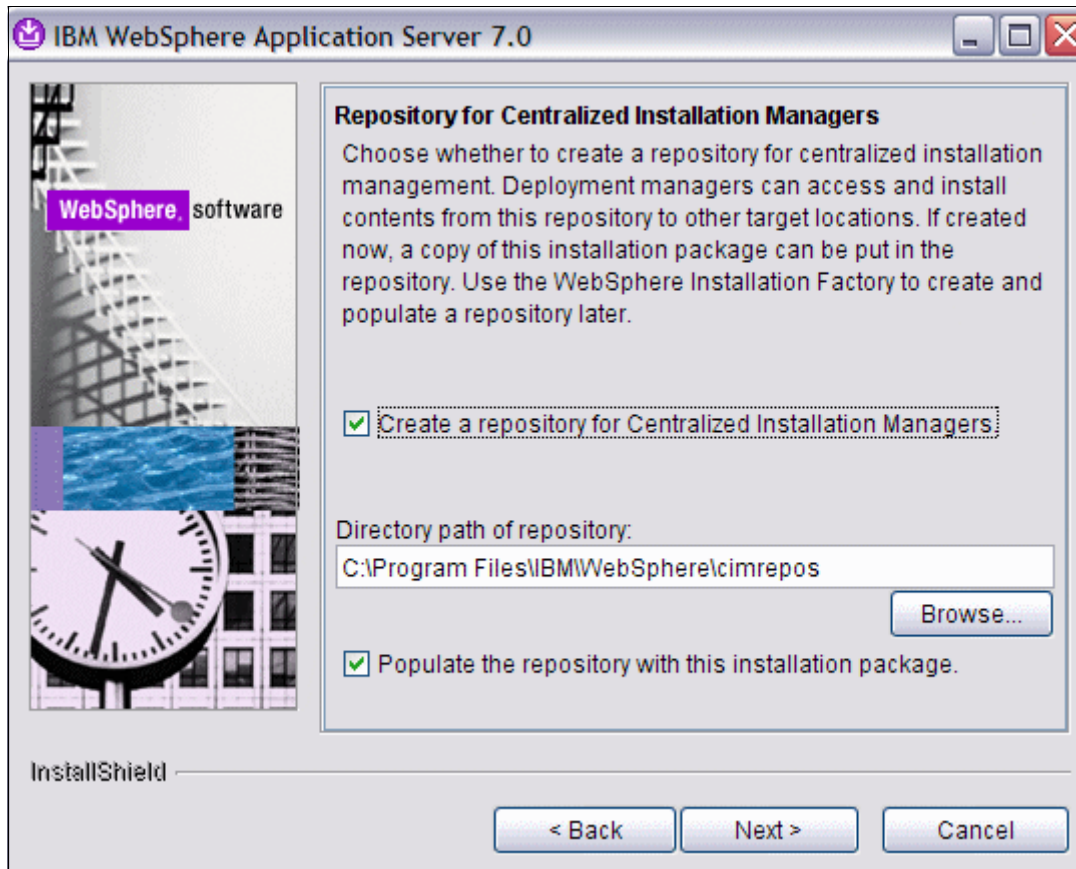 IBM WebSphere Application Server 7.0
WebSphere. software
Repository for Centralized Installation Managers
Choose whether to create a repository for centralized installation
management. Deployment managers can access and install
contents from this repository to other target locations. If created
now, a copy of this installation package can be put in the
repository. Use the WebSphere Installation Factory to create and
populate a repository later.
Create a repository for Centralized Installation Managers.
Directory path of repository:
C:\Program Files\IBM\WebSphere\cimrepos
Browse...
Populate the repository with this installation package.
InstallShield
< Back
Next >
Cancel